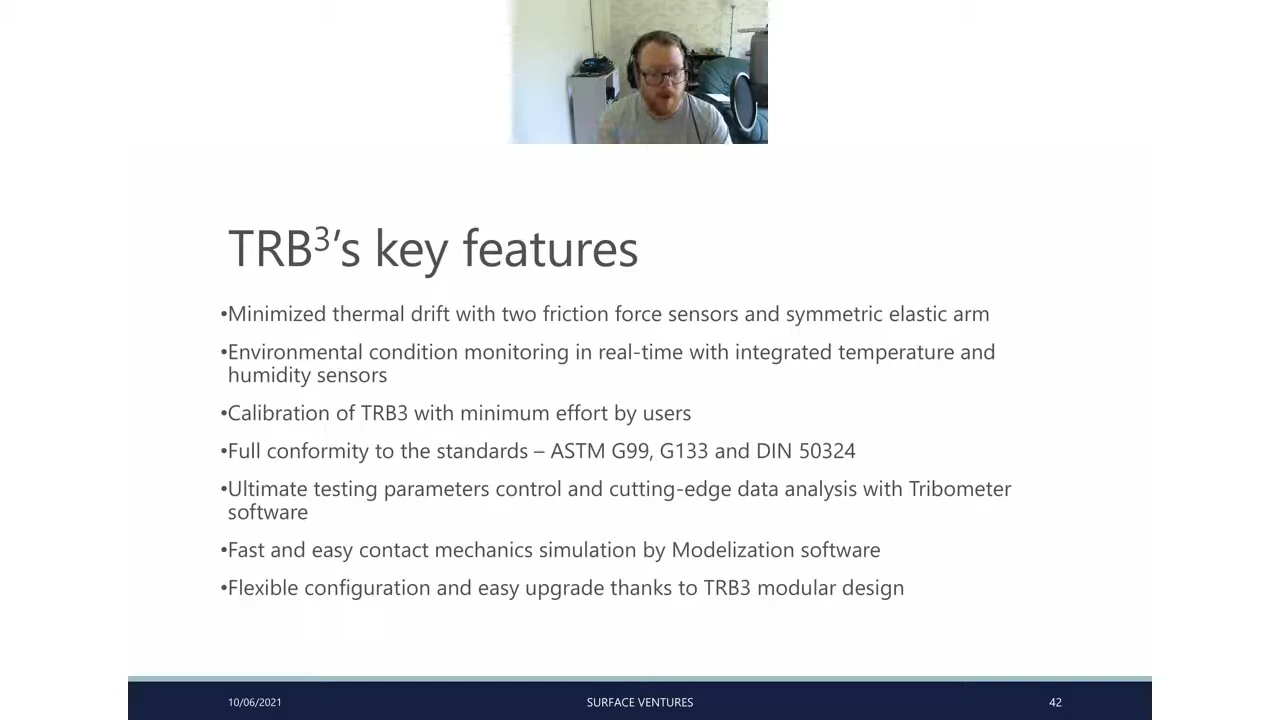 TRB³'s key features
•Minimized thermal drift with two friction force sensors and symmetric elastic arm
•Environmental condition monitoring in real-time with integrated temperature and
humidity sensors
•Calibration of TRB3 with minimum effort by users
•Full conformity to the standards – ASTM G99, G133 and DIN 50324
•Ultimate testing parameters control and cutting-edge data analysis with Tribometer
software
•Fast and easy contact mechanics simulation by Modelization software
•Flexible configuration and easy upgrade thanks to TRB3 modular design
10/06/2021
SURFACE VENTURES
42